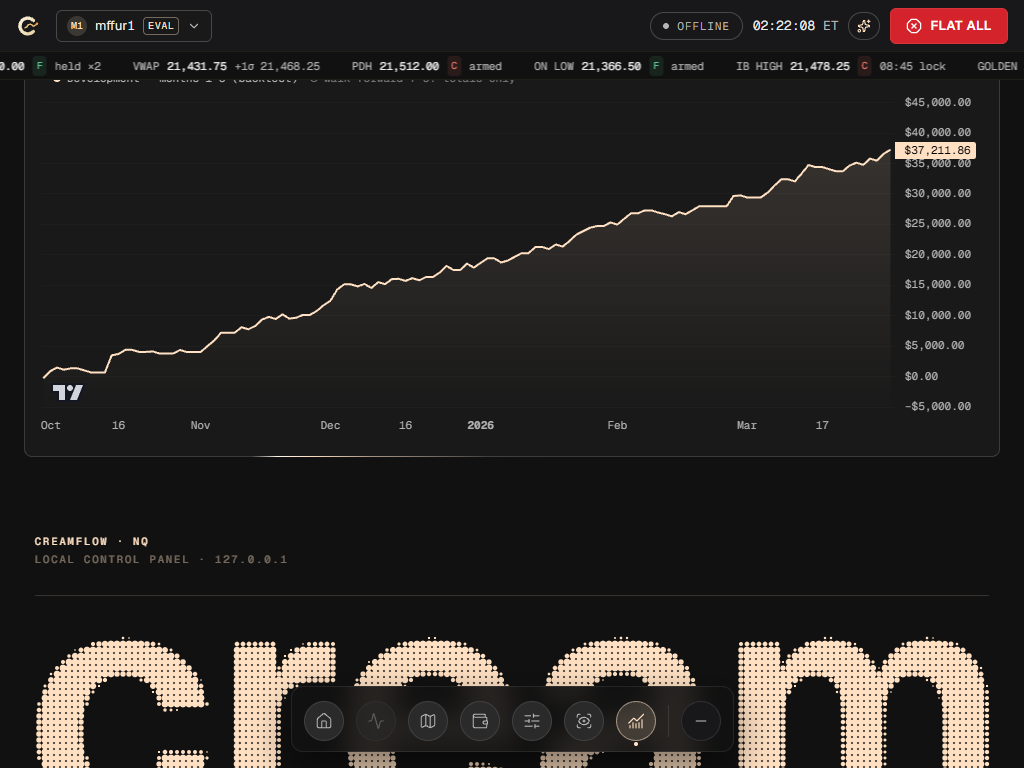 M1 mffur1 EVAL
OFFLINE 02:22:08 ET FLAT ALL
0.00 F held ×2 VWAP 21,431.75 +1σ 21,468.25 PDH 21,512.00 C armed ON LOW 21,366.50 F armed IB HIGH 21,478.25 C 08:45 lock GOLDEN
$45,000.00
$40,000.00
$37,211.86
$35,000.00
$30,000.00
$25,000.00
$20,000.00
$15,000.00
$10,000.00
$5,000.00
$0.00
−$5,000.00
Oct 16 Nov Dec 16 2026 Feb Mar 17
CREAMFLOW · NQ
LOCAL CONTROL PANEL · 127.0.0.1
cream